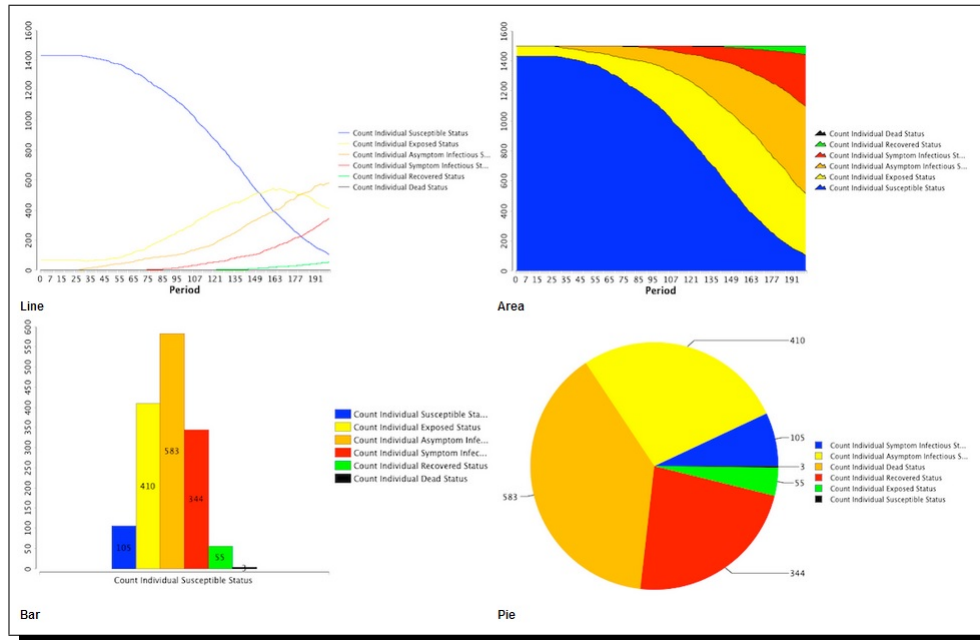 1600
1400
1200
1000
800
600
400
200
0
0 7 15 25 35 45 55 65 75 85 95 107 121 135 149 163 177 191
Period
Count Individual Susceptible Status
Count Individual Exposed Status
Count Individual Asymptom Infectious S...
Count Individual Symptom Infectious St...
Count Individual Recovered Status
Count Individual Dead Status
Line
1600
1400
1200
1000
800
600
400
200
0
0 7 15 25 35 45 55 65 75 85 95 107 121 135 149 163 177 191
Period
Count Individual Dead Status
Count Individual Recovered Status
Count Individual Symptom Infectious St...
Count Individual Asymptom Infectious S...
Count Individual Exposed Status
Count Individual Susceptible Status
Area
600
550
500
450
400
350
300
250
200
150
100
50
0
105
410
583
344
55
3
Count Individual Susceptible Status
Count Individual Susceptible Sta...
Count Individual Exposed Status
Count Individual Asymptom Infe...
Count Individual Symptom Infec...
Count Individual Recovered Status
Count Individual Dead Status
Bar
410
105
3
55
344
583
Count Individual Symptom Infectious St...
Count Individual Asymptom Infectious S...
Count Individual Dead Status
Count Individual Recovered Status
Count Individual Exposed Status
Count Individual Susceptible Status
Pie